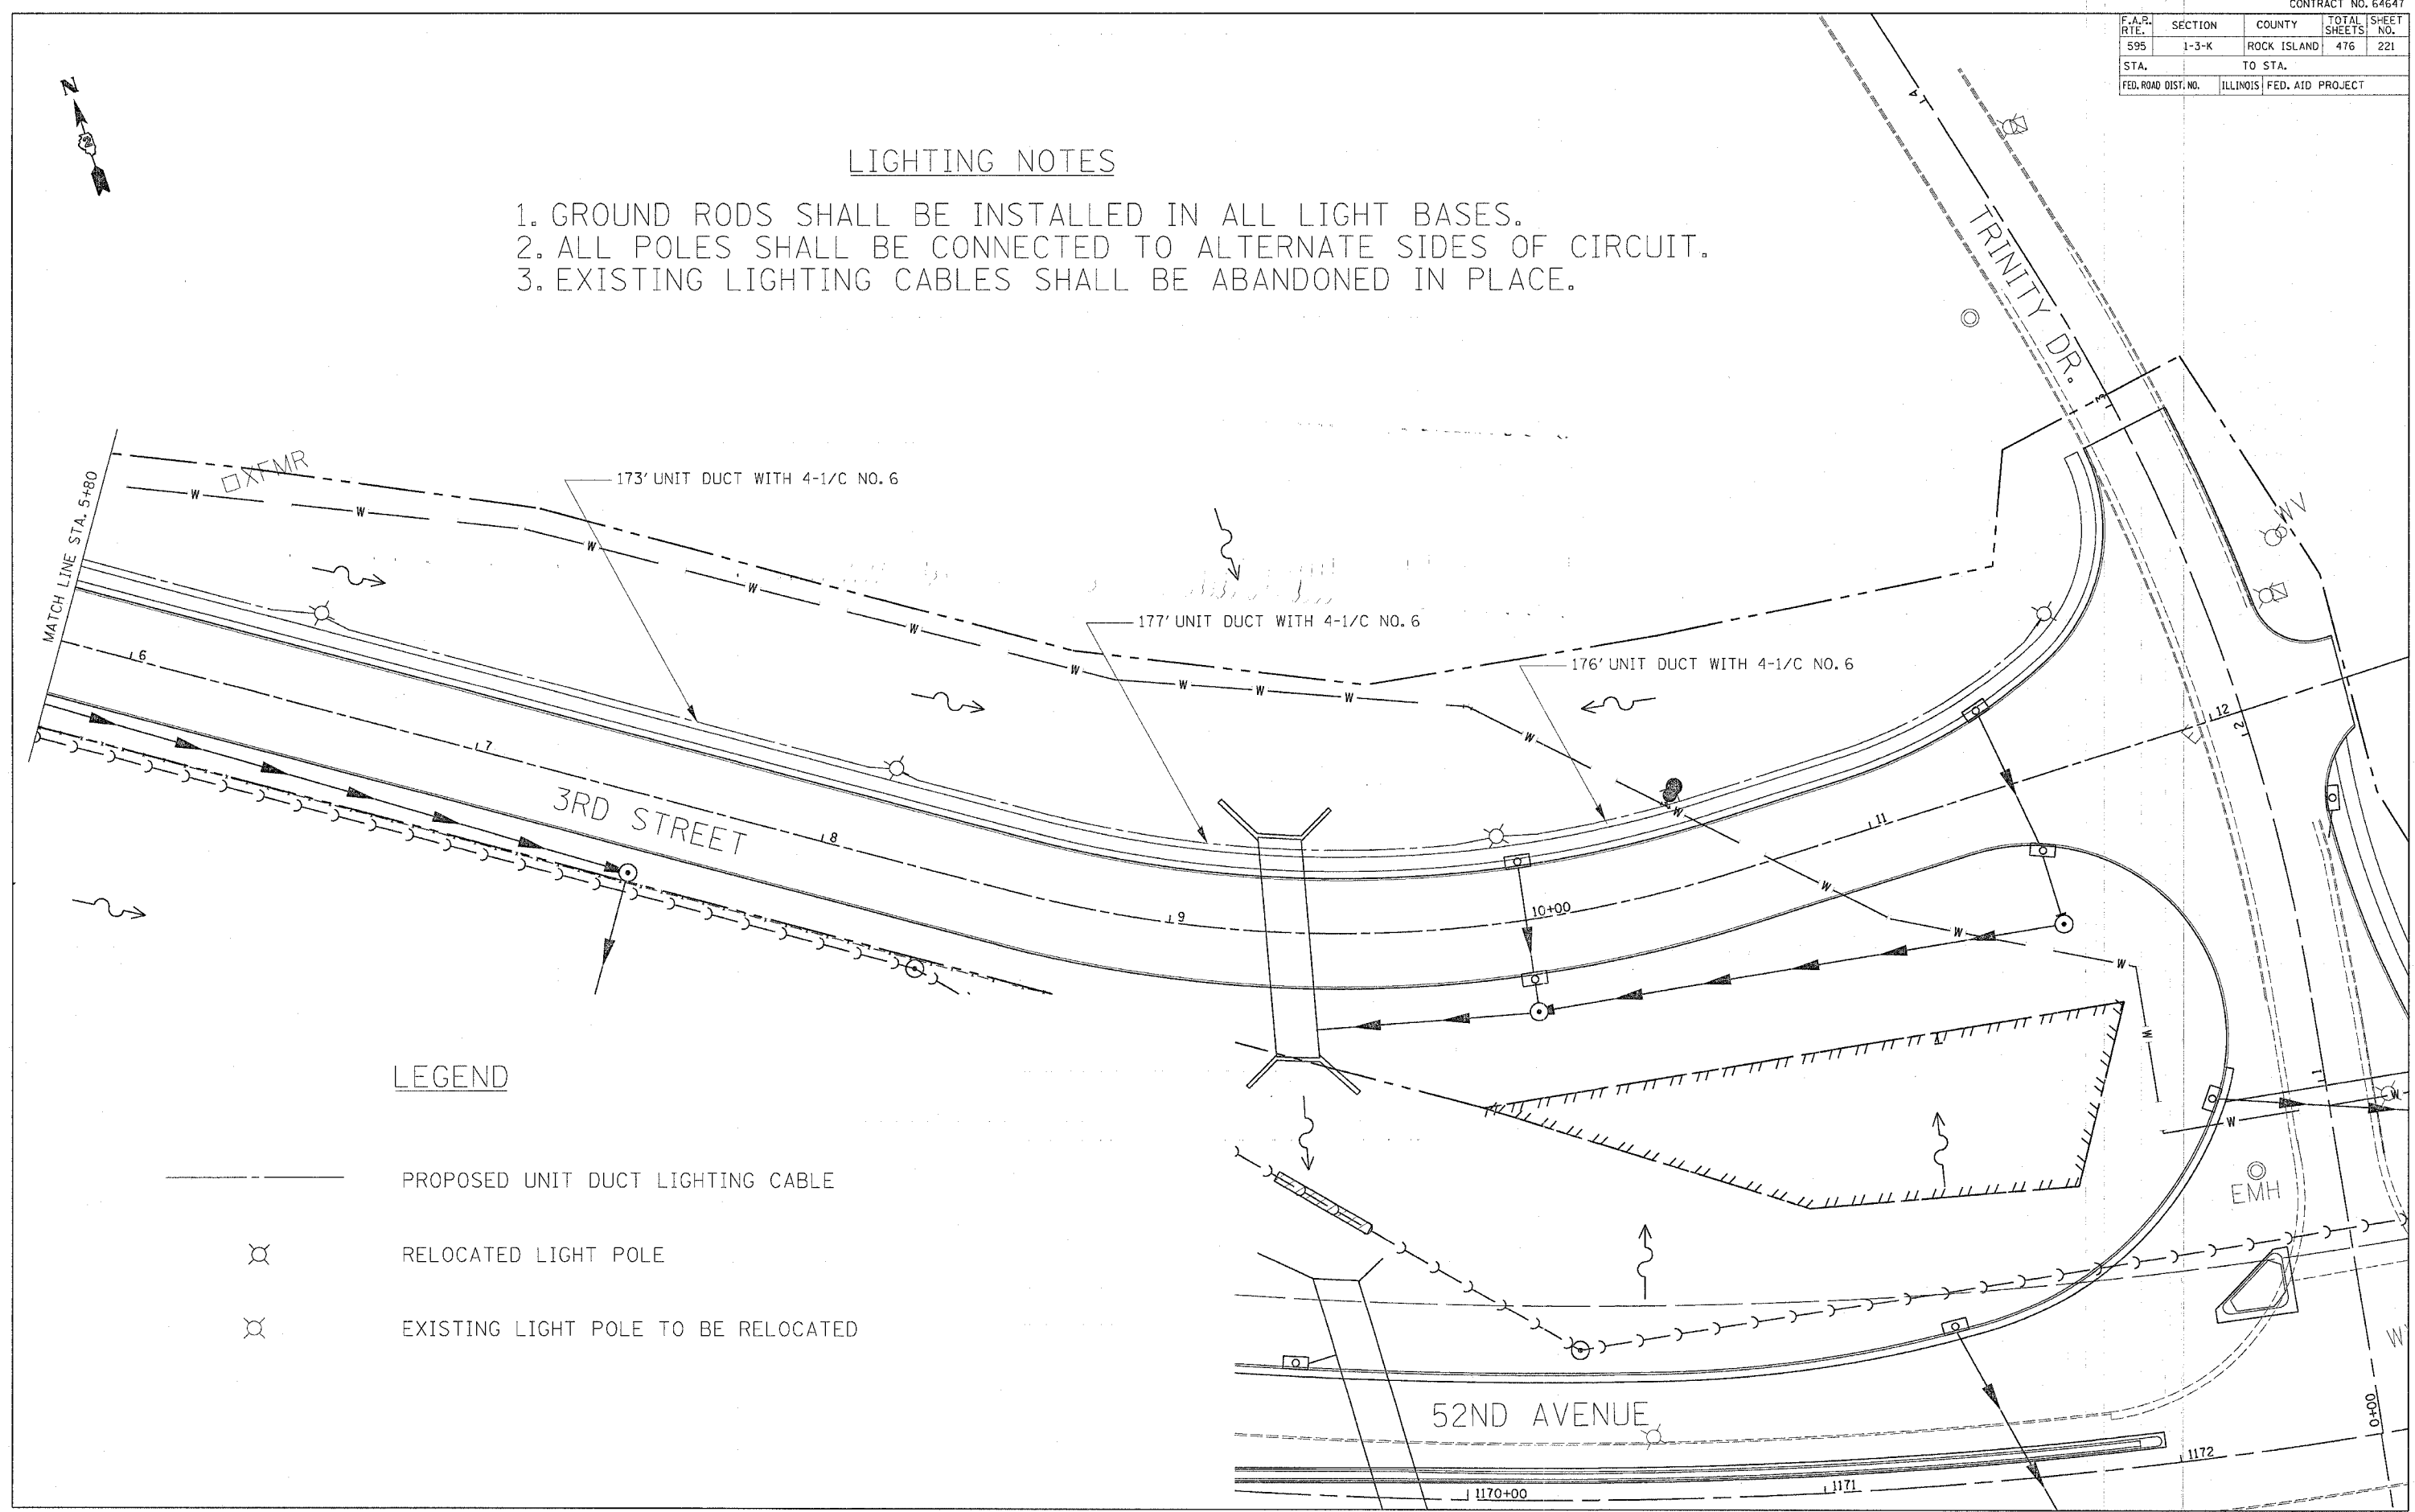 CONTRACT NO. 64647
F.A.P. RTE. SECTION COUNTY TOTAL SHEETS SHEET NO.
595 1-3-K ROCK ISLAND 476 221
STA. TO STA.
FED. ROAD DIST. NO. ILLINOIS FED. AID PROJECT
N
2
LIGHTING NOTES
1. GROUND RODS SHALL BE INSTALLED IN ALL LIGHT BASES.
2. ALL POLES SHALL BE CONNECTED TO ALTERNATE SIDES OF CIRCUIT.
3. EXISTING LIGHTING CABLES SHALL BE ABANDONED IN PLACE.
4
TRINITY DR.
3
MATCH LINE STA. 5+80
XFMR
173' UNIT DUCT WITH 4-1/C NO. 6
177' UNIT DUCT WITH 4-1/C NO. 6
176' UNIT DUCT WITH 4-1/C NO. 6
W W W W W W W W W W W W W W W W W W
WV
E
6
7
8
9
10+00
11
12
2
1
0+00
3RD STREET
EMH
LEGEND
PROPOSED UNIT DUCT LIGHTING CABLE
RELOCATED LIGHT POLE
EXISTING LIGHT POLE TO BE RELOCATED
52ND AVENUE
1170+00
1171
1172